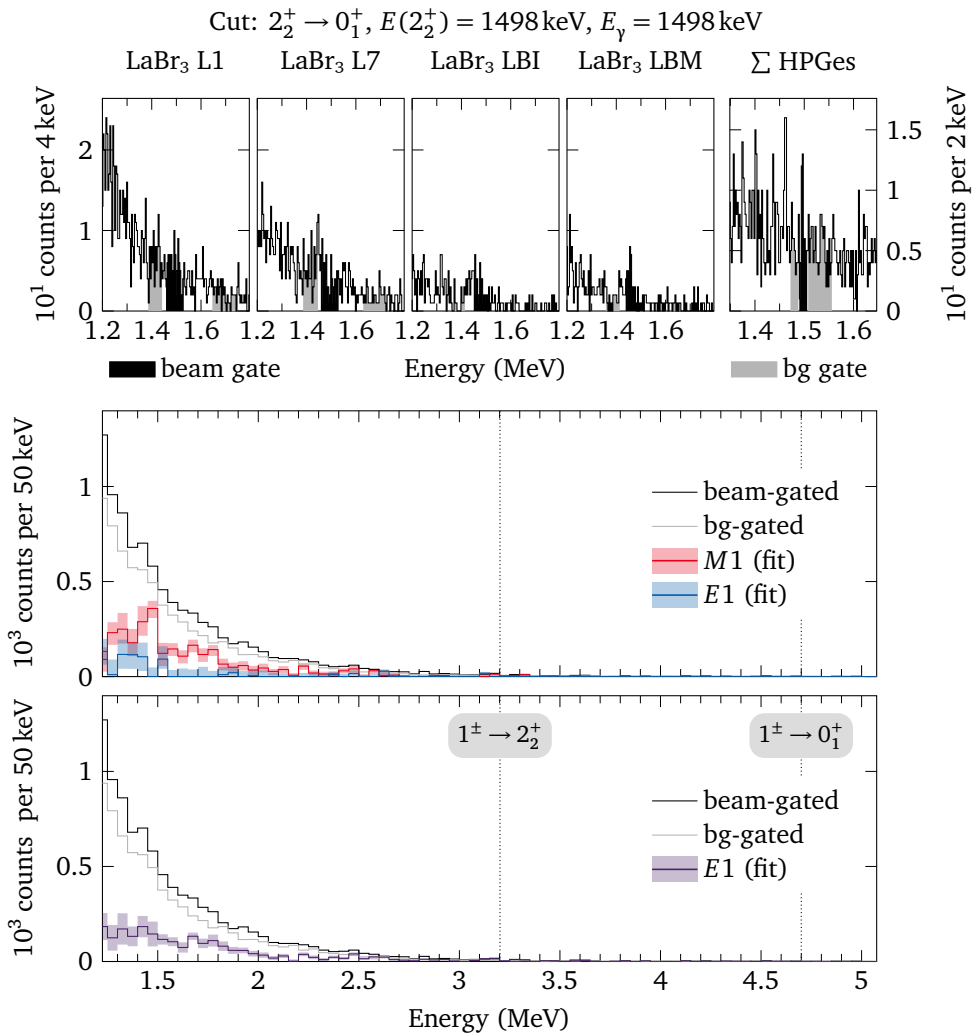 Cut: 2₂⁺ → 0₁⁺, E(2₂⁺) = 1498 keV, Eγ = 1498 keV
LaBr₃ L1 LaBr₃ L7 LaBr₃ LBI LaBr₃ LBM ∑ HPGes
10¹ counts per 4 keV
2
1
0
1.2 1.4 1.6 1.2 1.4 1.6 1.2 1.4 1.6 1.2 1.4 1.6 1.4 1.5 1.6
1.5
1
0.5
0
10¹ counts per 2 keV
beam gate Energy (MeV) bg gate
10³ counts per 50 keV
1
0.5
0
beam-gated
bg-gated
M1 (fit)
E1 (fit)
10³ counts per 50 keV
1
0.5
0
1± → 2₂⁺ 1± → 0₁⁺
beam-gated
bg-gated
E1 (fit)
1.5 2 2.5 3 3.5 4 4.5 5
Energy (MeV)